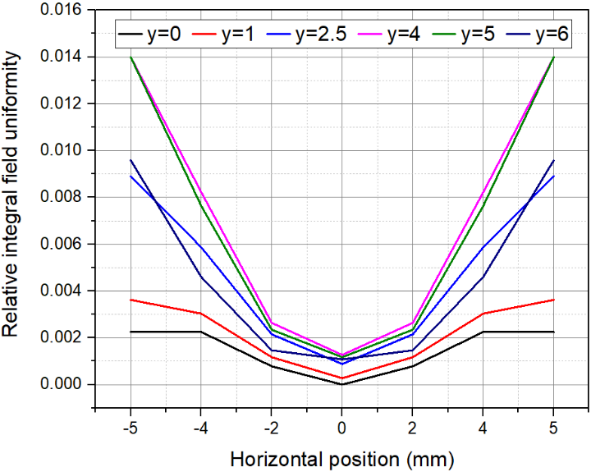 0.016
y=0 y=1 y=2.5 y=4 y=5 y=6
0.014
0.012
0.010
0.008
0.006
0.004
0.002
0.000
Relative integral field uniformity
-5 -4 -2 0 2 4 5
Horizontal position (mm)